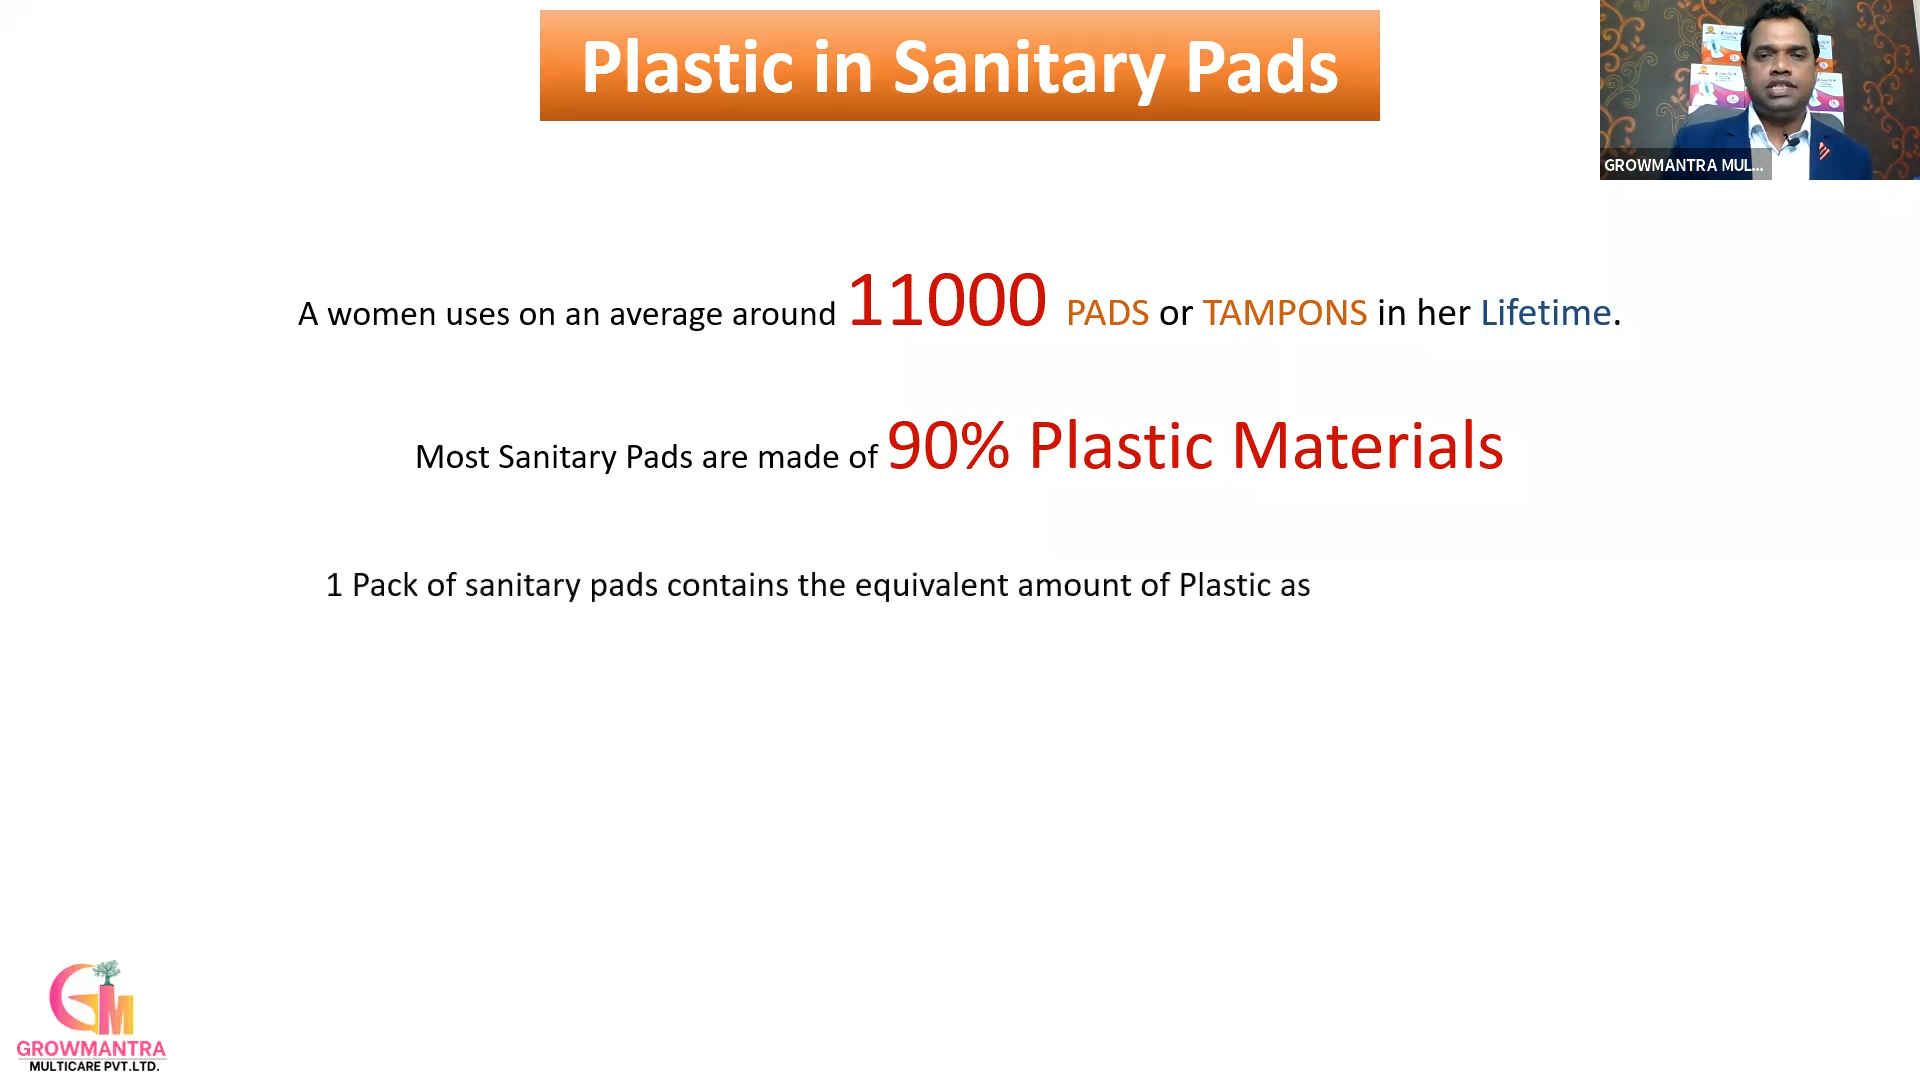 Plastic in Sanitary Pads
GROWMANTRA MUL...
A women uses on an average around 11000 PADS or TAMPONS in her Lifetime.
Most Sanitary Pads are made of 90% Plastic Materials
1 Pack of sanitary pads contains the equivalent amount of Plastic as
GM
GROWMANTRA
MULTICARE PVT.LTD.